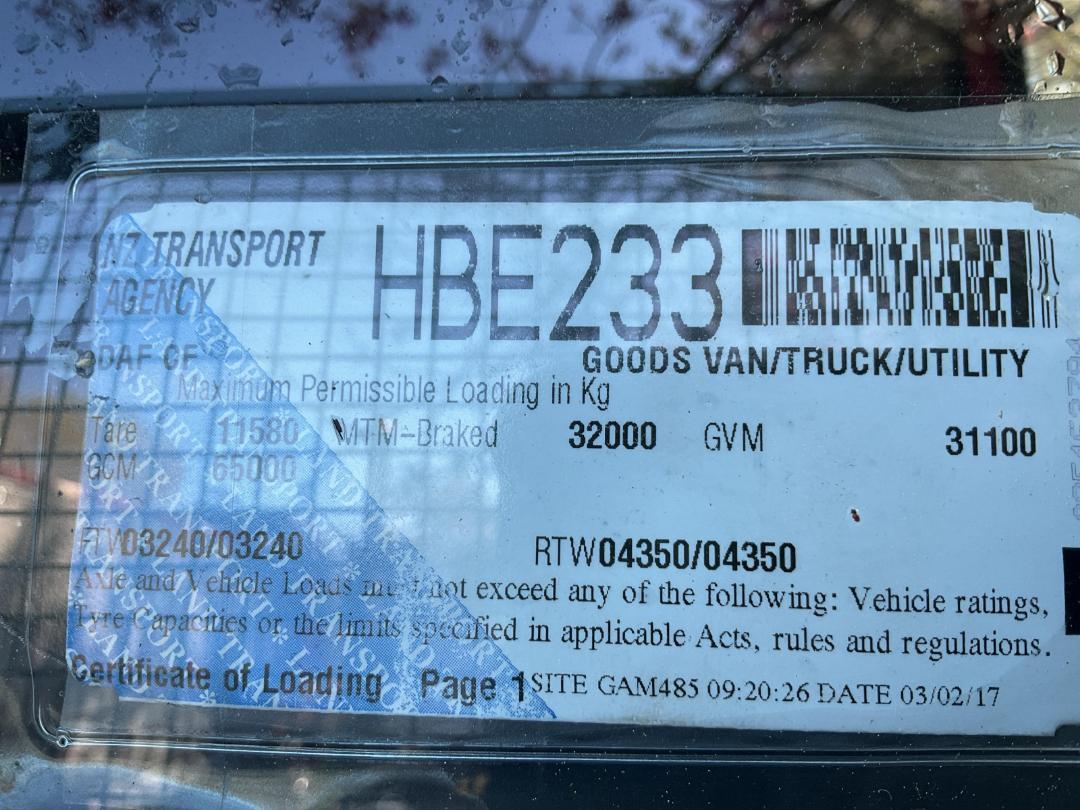 NZ TRANSPORT
AGENCY
HBE233
DAF CF
GOODS VAN/TRUCK/UTILITY
Maximum Permissible Loading in Kg
Tare 11580 MTM-Braked 32000 GVM 31100
GCM 65000
FTW03240/03240 RTW04350/04350
Axle and Vehicle Loads must not exceed any of the following: Vehicle ratings,
Tyre Capacities or the limits specified in applicable Acts, rules and regulations.
Certificate of Loading Page 1 SITE GAM485 09:20:26 DATE 03/02/17